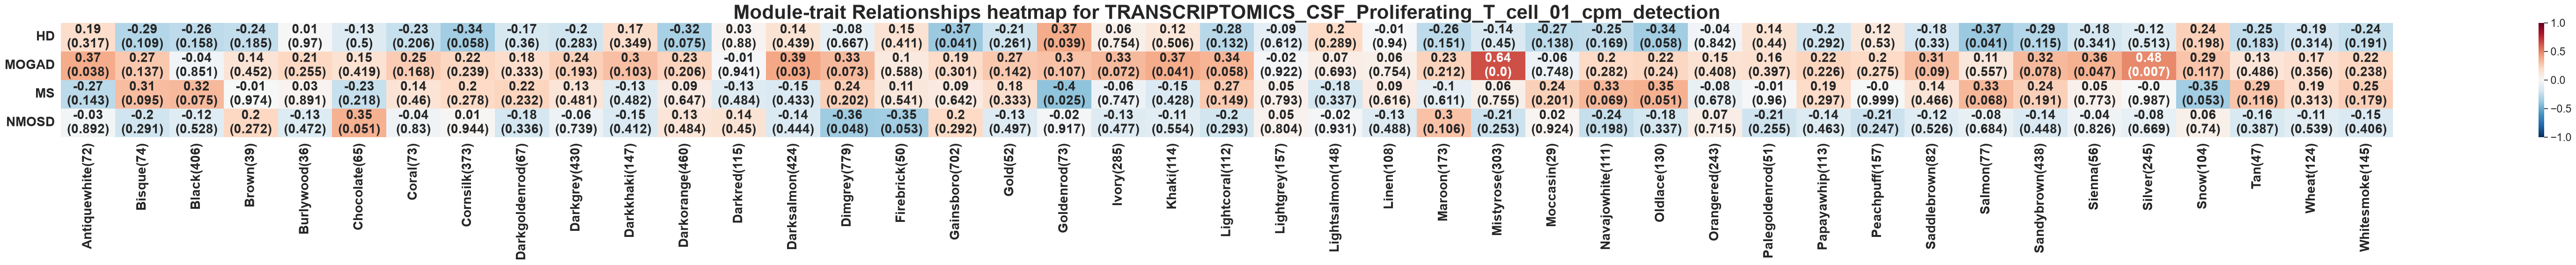 Module-trait Relationships heatmap for TRANSCRIPTOMICS_CSF_Proliferating_T_cell_01_cpm_detection
HD
0.19 -0.29 -0.26 -0.24 0.01 -0.13 -0.23 -0.34 -0.17 -0.2 0.17 -0.32 0.03 0.14 -0.08 0.15 -0.37 -0.21 0.37 0.06 0.12 -0.28 -0.09 0.2 -0.01 -0.26 -0.14 -0.27 -0.25 -0.34 -0.04 0.14 -0.2 0.12 -0.18 -0.37 -0.29 -0.18 -0.12 0.24 -0.25 -0.19 -0.24
(0.317) (0.109) (0.158) (0.185) (0.97) (0.5) (0.206) (0.058) (0.36) (0.283) (0.349) (0.075) (0.88) (0.439) (0.667) (0.411) (0.041) (0.261) (0.039) (0.754) (0.506) (0.132) (0.612) (0.289) (0.94) (0.151) (0.45) (0.138) (0.169) (0.058) (0.842) (0.44) (0.292) (0.53) (0.33) (0.041) (0.115) (0.341) (0.513) (0.198) (0.183) (0.314) (0.191)
MOGAD
0.37 0.27 -0.04 0.14 0.21 0.15 0.25 0.22 0.18 0.24 0.3 0.23 -0.01 0.39 0.33 0.1 0.19 0.27 0.3 0.33 0.37 0.34 -0.02 0.07 0.06 0.23 0.64 -0.06 0.2 0.22 0.15 0.16 0.22 0.2 0.31 0.11 0.32 0.36 0.48 0.29 0.13 0.17 0.22
(0.038) (0.137) (0.851) (0.452) (0.255) (0.419) (0.168) (0.239) (0.333) (0.193) (0.103) (0.206) (0.941) (0.03) (0.073) (0.588) (0.301) (0.142) (0.107) (0.072) (0.041) (0.058) (0.922) (0.693) (0.754) (0.212) (0.0) (0.748) (0.282) (0.24) (0.408) (0.397) (0.226) (0.275) (0.09) (0.557) (0.078) (0.047) (0.007) (0.117) (0.486) (0.356) (0.238)
MS
-0.27 0.31 0.32 -0.01 0.03 -0.23 0.14 0.2 0.22 0.13 -0.13 0.09 -0.13 -0.15 0.24 0.11 0.09 0.18 -0.4 -0.06 -0.15 0.27 0.05 -0.18 0.09 -0.1 0.06 0.24 0.33 0.35 -0.08 -0.01 0.19 -0.0 0.14 0.33 0.24 0.05 -0.0 -0.35 0.29 0.19 0.25
(0.143) (0.095) (0.075) (0.974) (0.891) (0.218) (0.46) (0.278) (0.232) (0.481) (0.482) (0.647) (0.484) (0.433) (0.202) (0.541) (0.642) (0.333) (0.025) (0.747) (0.428) (0.149) (0.793) (0.337) (0.616) (0.611) (0.755) (0.201) (0.069) (0.051) (0.678) (0.96) (0.297) (0.999) (0.466) (0.068) (0.191) (0.773) (0.987) (0.053) (0.116) (0.313) (0.179)
NMOSD
-0.03 -0.2 -0.12 0.2 -0.13 0.35 -0.04 0.01 -0.18 -0.06 -0.15 0.13 0.14 -0.14 -0.36 -0.35 0.2 -0.13 -0.02 -0.13 -0.11 -0.2 0.05 -0.02 -0.13 0.3 -0.21 0.02 -0.24 -0.18 0.07 -0.21 -0.14 -0.21 -0.12 -0.08 -0.14 -0.04 -0.08 0.06 -0.16 -0.11 -0.15
(0.892) (0.291) (0.528) (0.272) (0.472) (0.051) (0.83) (0.944) (0.336) (0.739) (0.412) (0.484) (0.45) (0.444) (0.048) (0.053) (0.292) (0.497) (0.917) (0.477) (0.554) (0.293) (0.804) (0.931) (0.488) (0.106) (0.253) (0.924) (0.198) (0.337) (0.715) (0.255) (0.463) (0.247) (0.526) (0.684) (0.448) (0.826) (0.669) (0.74) (0.387) (0.539) (0.406)
Antiquewhite(72)
Bisque(74)
Black(406)
Brown(39)
Burlywood(36)
Chocolate(65)
Coral(73)
Cornsilk(373)
Darkgoldenrod(67)
Darkgrey(430)
Darkkhaki(147)
Darkorange(460)
Darkred(115)
Darksalmon(424)
Dimgrey(779)
Firebrick(50)
Gainsboro(702)
Gold(52)
Goldenrod(73)
Ivory(285)
Khaki(114)
Lightcoral(112)
Lightgrey(157)
Lightsalmon(148)
Linen(108)
Maroon(173)
Mistyrose(303)
Moccasin(29)
Navajowhite(111)
Oldlace(130)
Orangered(243)
Palegoldenrod(51)
Papayawhip(113)
Peachpuff(157)
Saddlebrown(82)
Salmon(77)
Sandybrown(438)
Sienna(56)
Silver(245)
Snow(104)
Tan(47)
Wheat(124)
Whitesmoke(145)
1.0
0.5
0.0
−0.5
−1.0